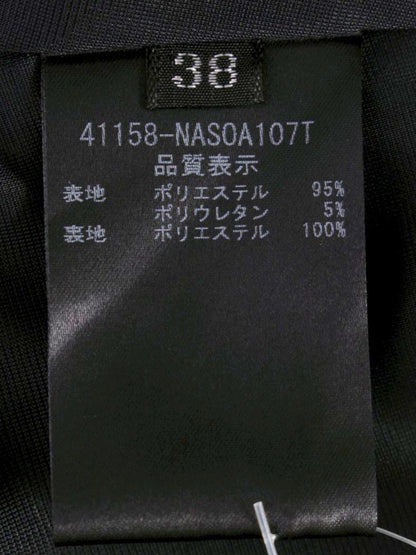 38
41158-NASOA107T
品質表示
表地 ポリエステル 95%
ポリウレタン 5%
裏地 ポリエステル 100%